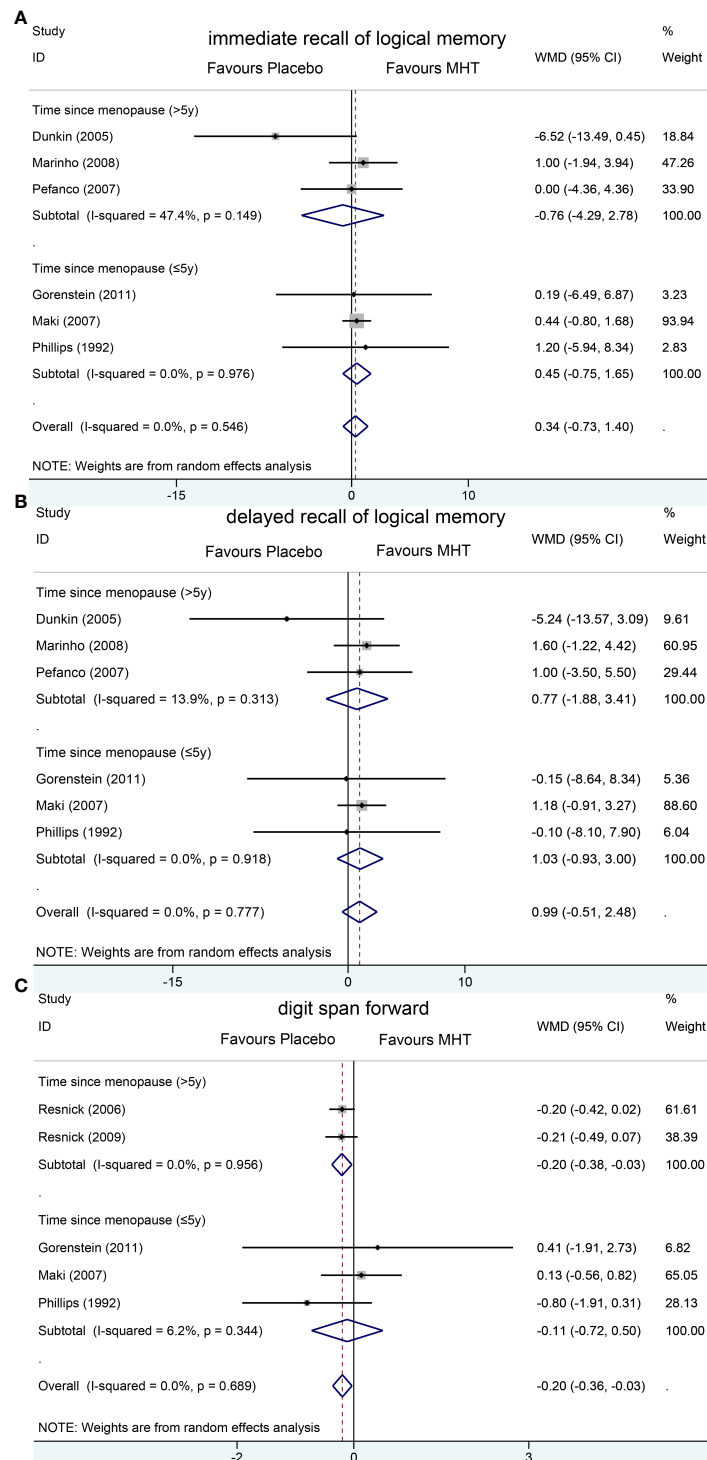 A
Study
immediate recall of logical memory
%
ID
Favours Placebo Favours MHT
WMD (95% CI) Weight
Time since menopause (>5y)
Dunkin (2005) -6.52 (-13.49, 0.45) 18.84
Marinho (2008) 1.00 (-1.94, 3.94) 47.26
Pefanco (2007) 0.00 (-4.36, 4.36) 33.90
Subtotal (I-squared = 47.4%, p = 0.149) -0.76 (-4.29, 2.78) 100.00
.
Time since menopause (≤5y)
Gorenstein (2011) 0.19 (-6.49, 6.87) 3.23
Maki (2007) 0.44 (-0.80, 1.68) 93.94
Phillips (1992) 1.20 (-5.94, 8.34) 2.83
Subtotal (I-squared = 0.0%, p = 0.976) 0.45 (-0.75, 1.65) 100.00
.
Overall (I-squared = 0.0%, p = 0.546) 0.34 (-0.73, 1.40) .
NOTE: Weights are from random effects analysis
-15 0 10
B
Study
delayed recall of logical memory
%
ID
Favours Placebo Favours MHT
WMD (95% CI) Weight
Time since menopause (>5y)
Dunkin (2005) -5.24 (-13.57, 3.09) 9.61
Marinho (2008) 1.60 (-1.22, 4.42) 60.95
Pefanco (2007) 1.00 (-3.50, 5.50) 29.44
Subtotal (I-squared = 13.9%, p = 0.313) 0.77 (-1.88, 3.41) 100.00
.
Time since menopause (≤5y)
Gorenstein (2011) -0.15 (-8.64, 8.34) 5.36
Maki (2007) 1.18 (-0.91, 3.27) 88.60
Phillips (1992) -0.10 (-8.10, 7.90) 6.04
Subtotal (I-squared = 0.0%, p = 0.918) 1.03 (-0.93, 3.00) 100.00
.
Overall (I-squared = 0.0%, p = 0.777) 0.99 (-0.51, 2.48) .
NOTE: Weights are from random effects analysis
-15 0 10
C
Study
digit span forward
%
ID
Favours Placebo Favours MHT
WMD (95% CI) Weight
Time since menopause (>5y)
Resnick (2006) -0.20 (-0.42, 0.02) 61.61
Resnick (2009) -0.21 (-0.49, 0.07) 38.39
Subtotal (I-squared = 0.0%, p = 0.956) -0.20 (-0.38, -0.03) 100.00
.
Time since menopause (≤5y)
Gorenstein (2011) 0.41 (-1.91, 2.73) 6.82
Maki (2007) 0.13 (-0.56, 0.82) 65.05
Phillips (1992) -0.80 (-1.91, 0.31) 28.13
Subtotal (I-squared = 6.2%, p = 0.344) -0.11 (-0.72, 0.50) 100.00
.
Overall (I-squared = 0.0%, p = 0.689) -0.20 (-0.36, -0.03) .
NOTE: Weights are from random effects analysis
-2 0 3